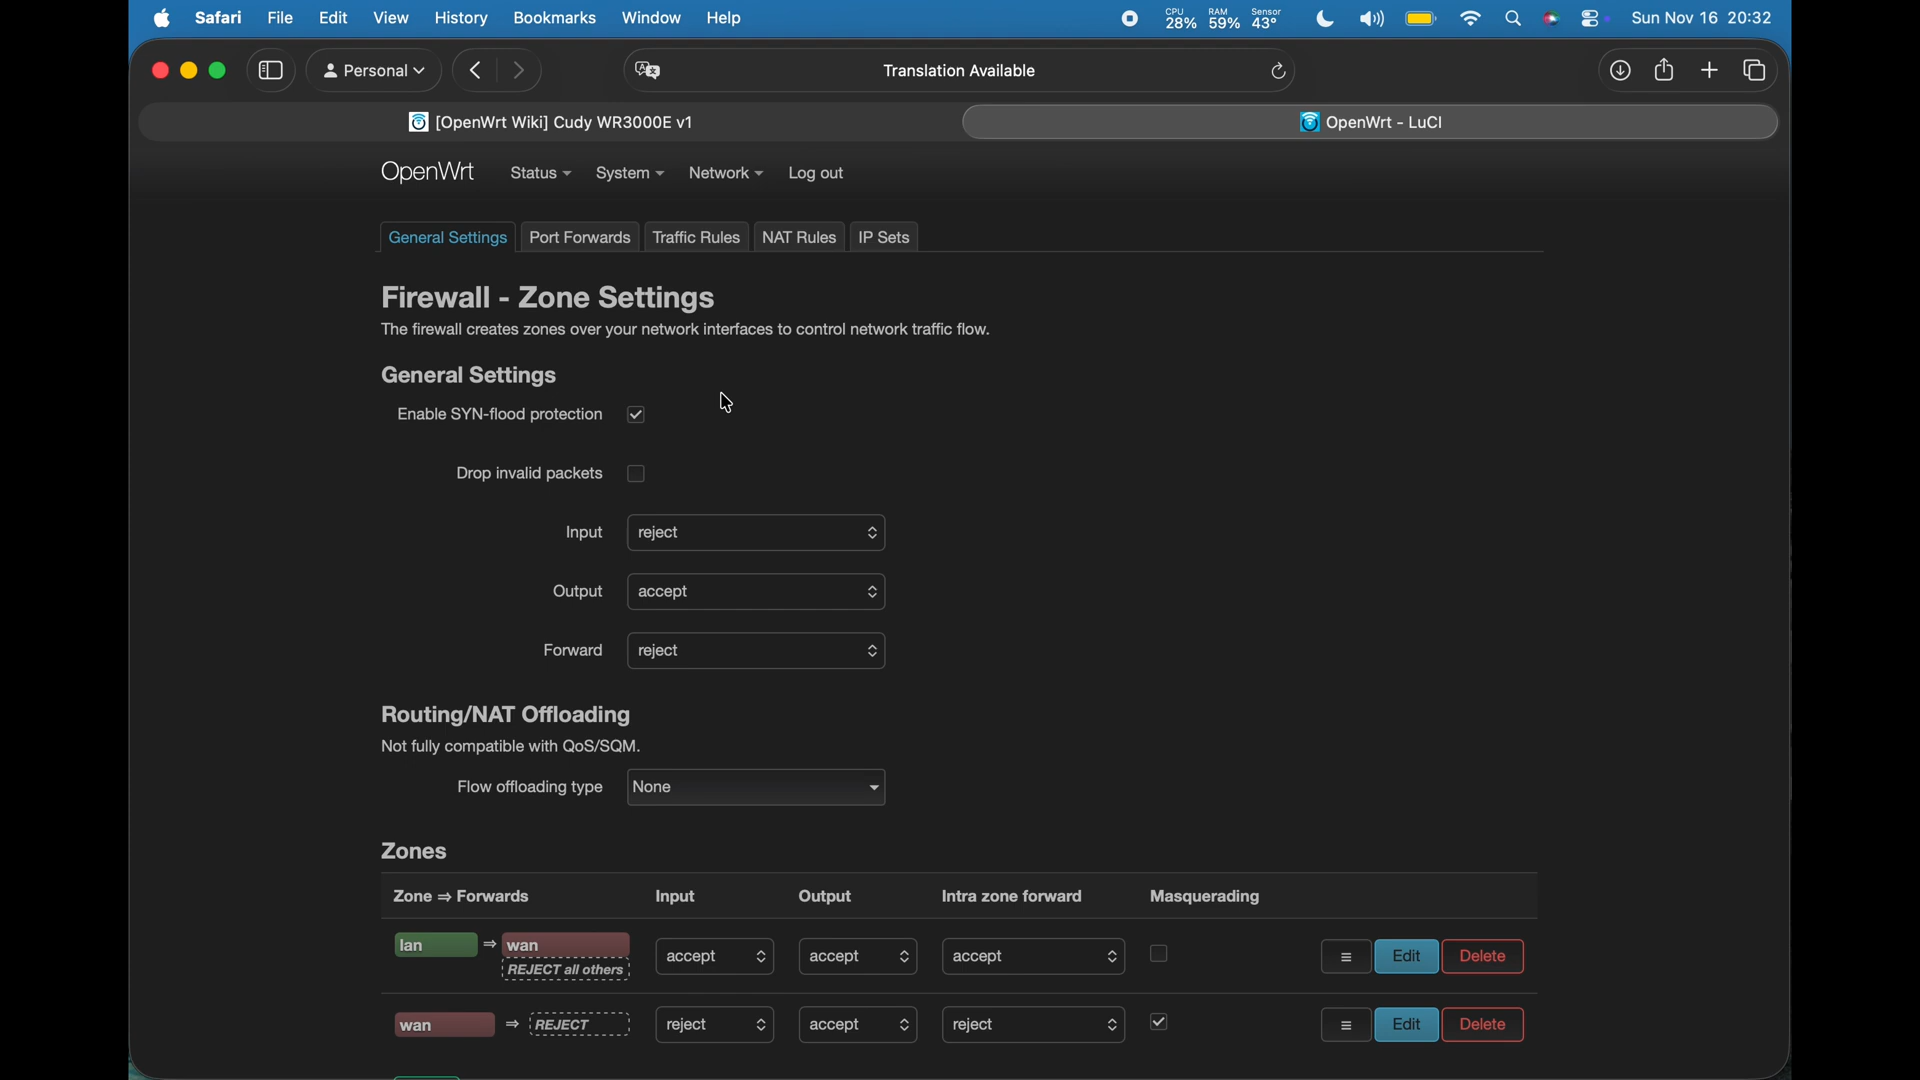 Safari File Edit View History Bookmarks Window Help CPU 28% RAM 59% Sensor 43° Sun Nov 16 20:32
Personal Translation Available
[OpenWrt Wiki] Cudy WR3000E v1 OpenWrt - LuCI
OpenWrt Status System Network Log out
General Settings Port Forwards Traffic Rules NAT Rules IP Sets
Firewall - Zone Settings
The firewall creates zones over your network interfaces to control network traffic flow.
General Settings
Enable SYN-flood protection
Drop invalid packets
Input reject
Output accept
Forward reject
Routing/NAT Offloading
Not fully compatible with QoS/SQM.
Flow offloading type None
Zones
Zone ⇒ Forwards Input Output Intra zone forward Masquerading
lan ⇒ wan accept accept accept Edit Delete
REJECT all others
wan ⇒ REJECT reject accept reject Edit Delete